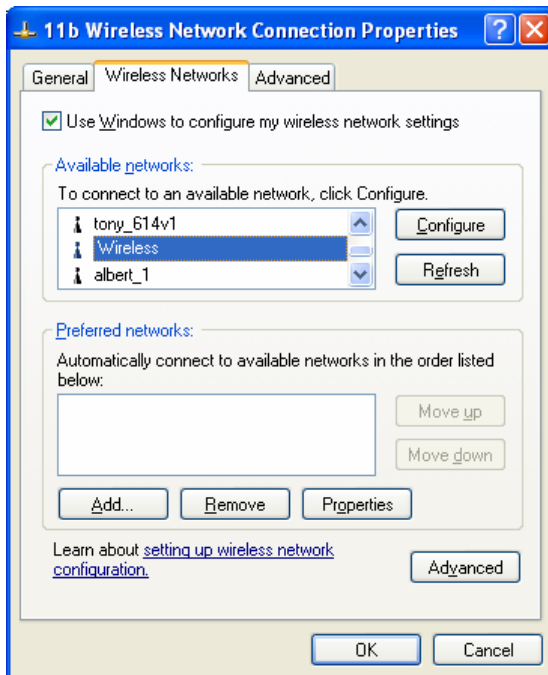 11b Wireless Network Connection Properties
General Wireless Networks Advanced
Use Windows to configure my wireless network settings
Available networks:
To connect to an available network, click Configure.
tony_614v1
Wireless
albert_1
Configure
Refresh
Preferred networks:
Automatically connect to available networks in the order listed
below:
Move up
Move down
Add... Remove Properties
Learn about setting up wireless network
configuration.
Advanced
OK Cancel